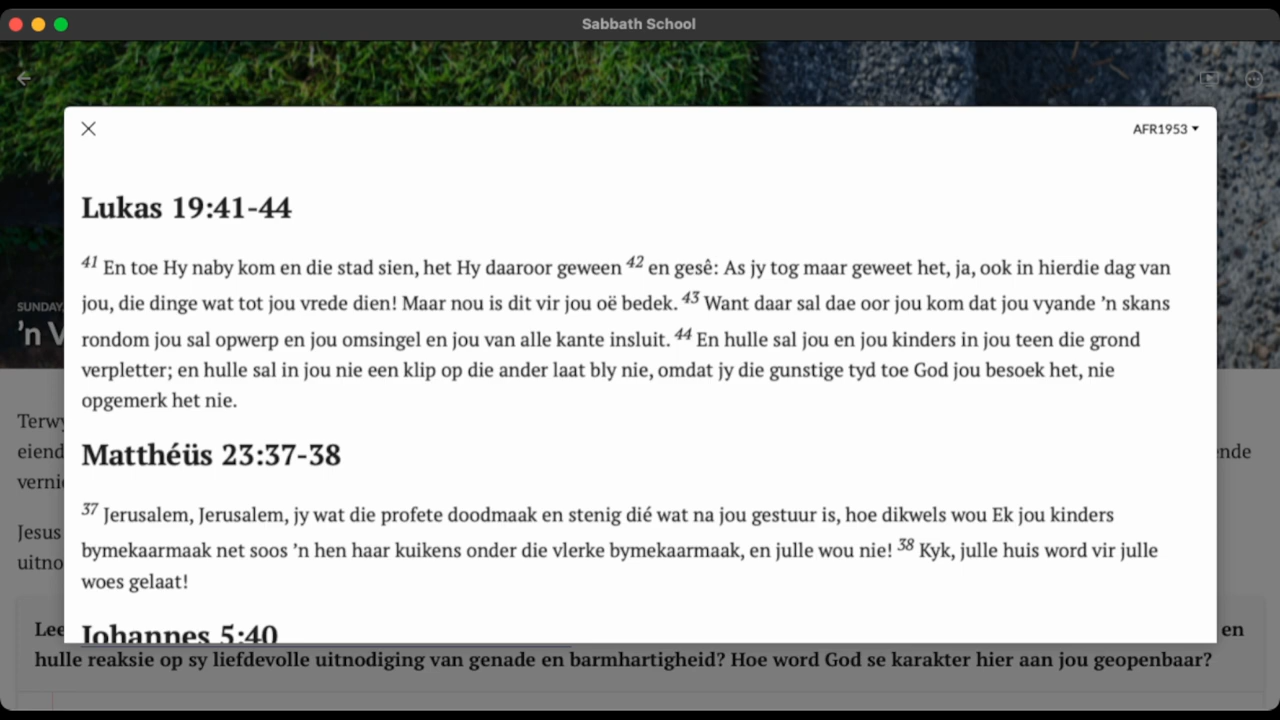 Sabbath School
AFR1953
Lukas 19:41-44
41 En toe Hy naby kom en die stad sien, het Hy daaroor geween 42 en gesê: As jy tog maar geweet het, ja, ook in hierdie dag van
jou, die dinge wat tot jou vrede dien! Maar nou is dit vir jou oë bedek. 43 Want daar sal dae oor jou kom dat jou vyande ’n skans
rondom jou sal opwerp en jou omsingel en jou van alle kante insluit. 44 En hulle sal jou en jou kinders in jou teen die grond
verpletter; en hulle sal in jou nie een klip op die ander laat bly nie, omdat jy die gunstige tyd toe God jou besoek het, nie
opgemerk het nie.
Matthéüs 23:37-38
37 Jerusalem, Jerusalem, jy wat die profete doodmaak en stenig dié wat na jou gestuur is, hoe dikwels wou Ek jou kinders
bymekaarmaak net soos ’n hen haar kuikens onder die vlerke bymekaarmaak, en julle wou nie! 38 Kyk, julle huis word vir julle
woes gelaat!
Johannes 5:40
SUNDAY,
’n V
Jesus
en
hulle reaksie op sy liefdevolle uitnodiging van genade en barmhartigheid? Hoe word God se karakter hier aan jou geopenbaar?